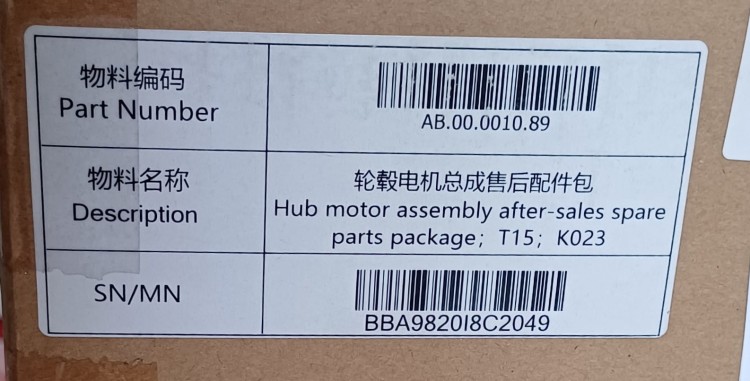 物料编码
Part Number
AB.00.0010.89
物料名称
Description
轮毂电机总成售后配件包
Hub motor assembly after-sales spare
parts package; T15; K023
SN/MN
BBA9820I8C2049